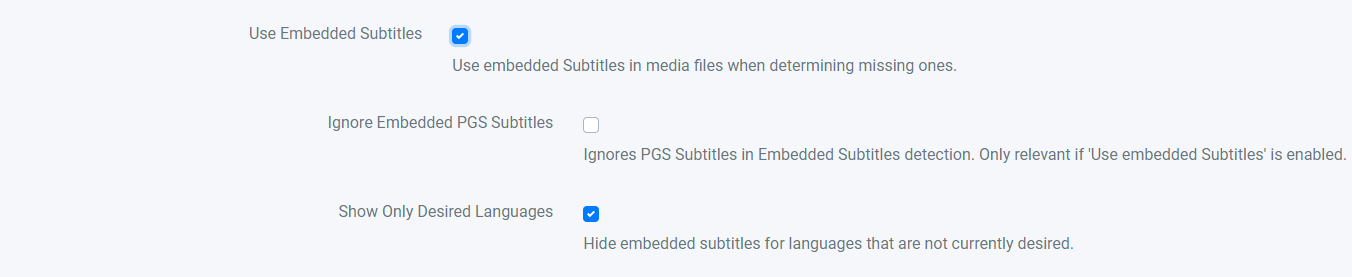 Use Embedded Subtitles
Use embedded Subtitles in media files when determining missing ones.
Ignore Embedded PGS Subtitles
Ignores PGS Subtitles in Embedded Subtitles detection. Only relevant if 'Use embedded Subtitles' is enabled.
Show Only Desired Languages
Hide embedded subtitles for languages that are not currently desired.